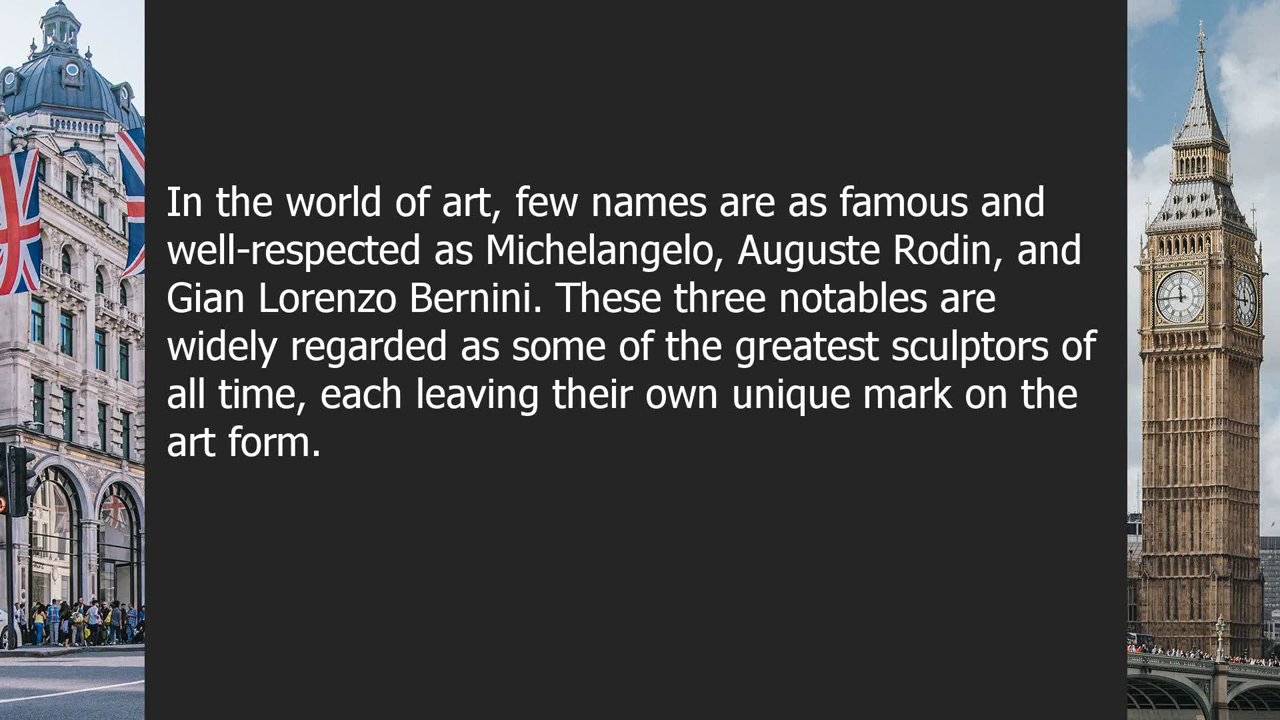 In the world of art, few names are as famous and
well-respected as Michelangelo, Auguste Rodin, and
Gian Lorenzo Bernini. These three notables are
widely regarded as some of the greatest sculptors of
all time, each leaving their own unique mark on the
art form.